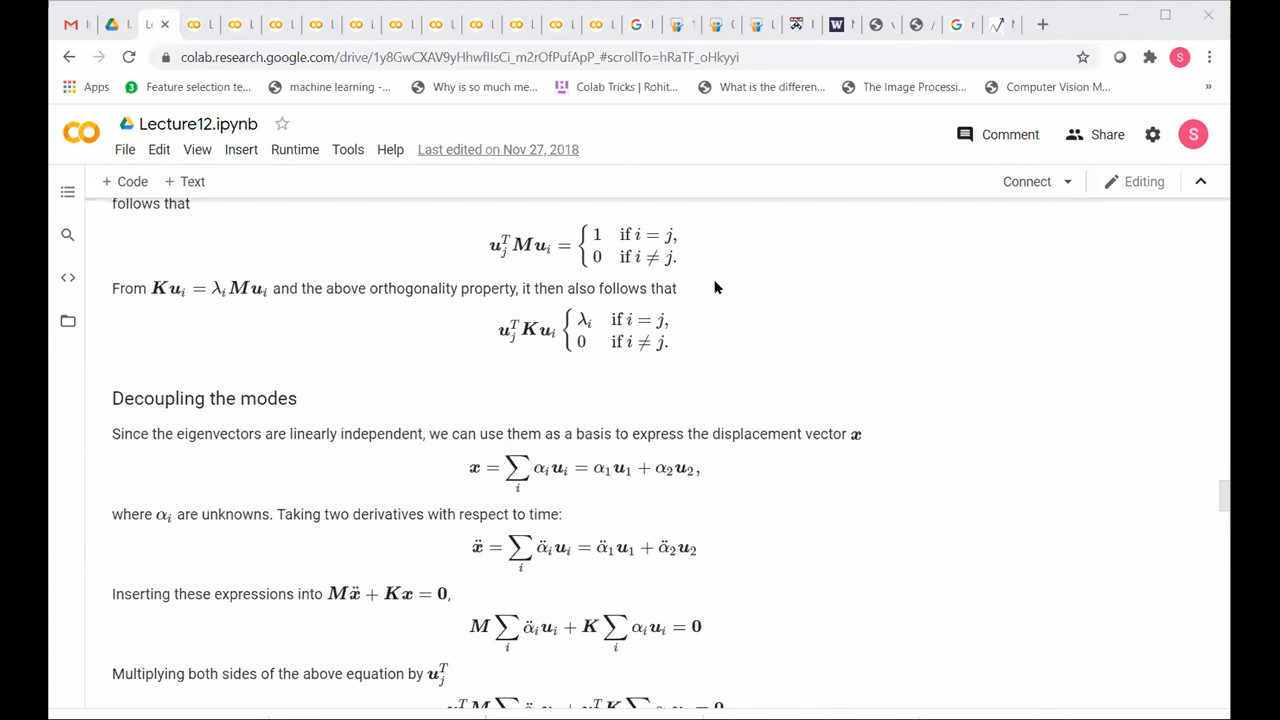 colab.research.google.com/drive/1y8GwCXAV9yHhwfIIsCi_m2rOfPufApP_#scrollTo=hRaTF_oHkyyi
Apps Feature selection te... machine learning -... Why is so much me... Colab Tricks | Rohit... What is the differen... The Image Processi... Computer Vision M... »
Lecture12.ipynb
Comment Share S
File Edit View Insert Runtime Tools Help Last edited on Nov 27, 2018
+ Code + Text Connect Editing
follows that
u_j^T M u_i = { 1 if i = j,
0 if i ≠ j.
From K u_i = λ_i M u_i and the above orthogonality property, it then also follows that
u_j^T K u_i { λ_i if i = j,
0 if i ≠ j.
Decoupling the modes
Since the eigenvectors are linearly independent, we can use them as a basis to express the displacement vector x
x = ∑_i α_i u_i = α_1 u_1 + α_2 u_2,
where α_i are unknowns. Taking two derivatives with respect to time:
ẍ = ∑_i α̈_i u_i = α̈_1 u_1 + α̈_2 u_2
Inserting these expressions into Mẍ + Kx = 0,
M ∑_i α̈_i u_i + K ∑_i α_i u_i = 0
Multiplying both sides of the above equation by u_j^T